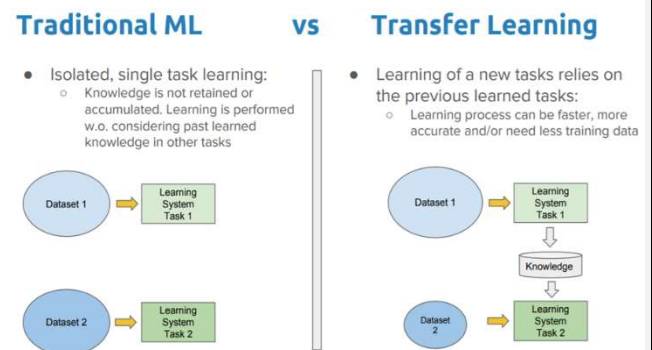 Traditional ML vs Transfer Learning
● Isolated, single task learning:
○ Knowledge is not retained or
accumulated. Learning is performed
w.o. considering past learned
knowledge in other tasks
Dataset 1
Learning
System
Task 1
Dataset 2
Learning
System
Task 2
● Learning of a new tasks relies on
the previous learned tasks:
○ Learning process can be faster, more
accurate and/or need less training data
Dataset 1
Learning
System
Task 1
Knowledge
Dataset
2
Learning
System
Task 2